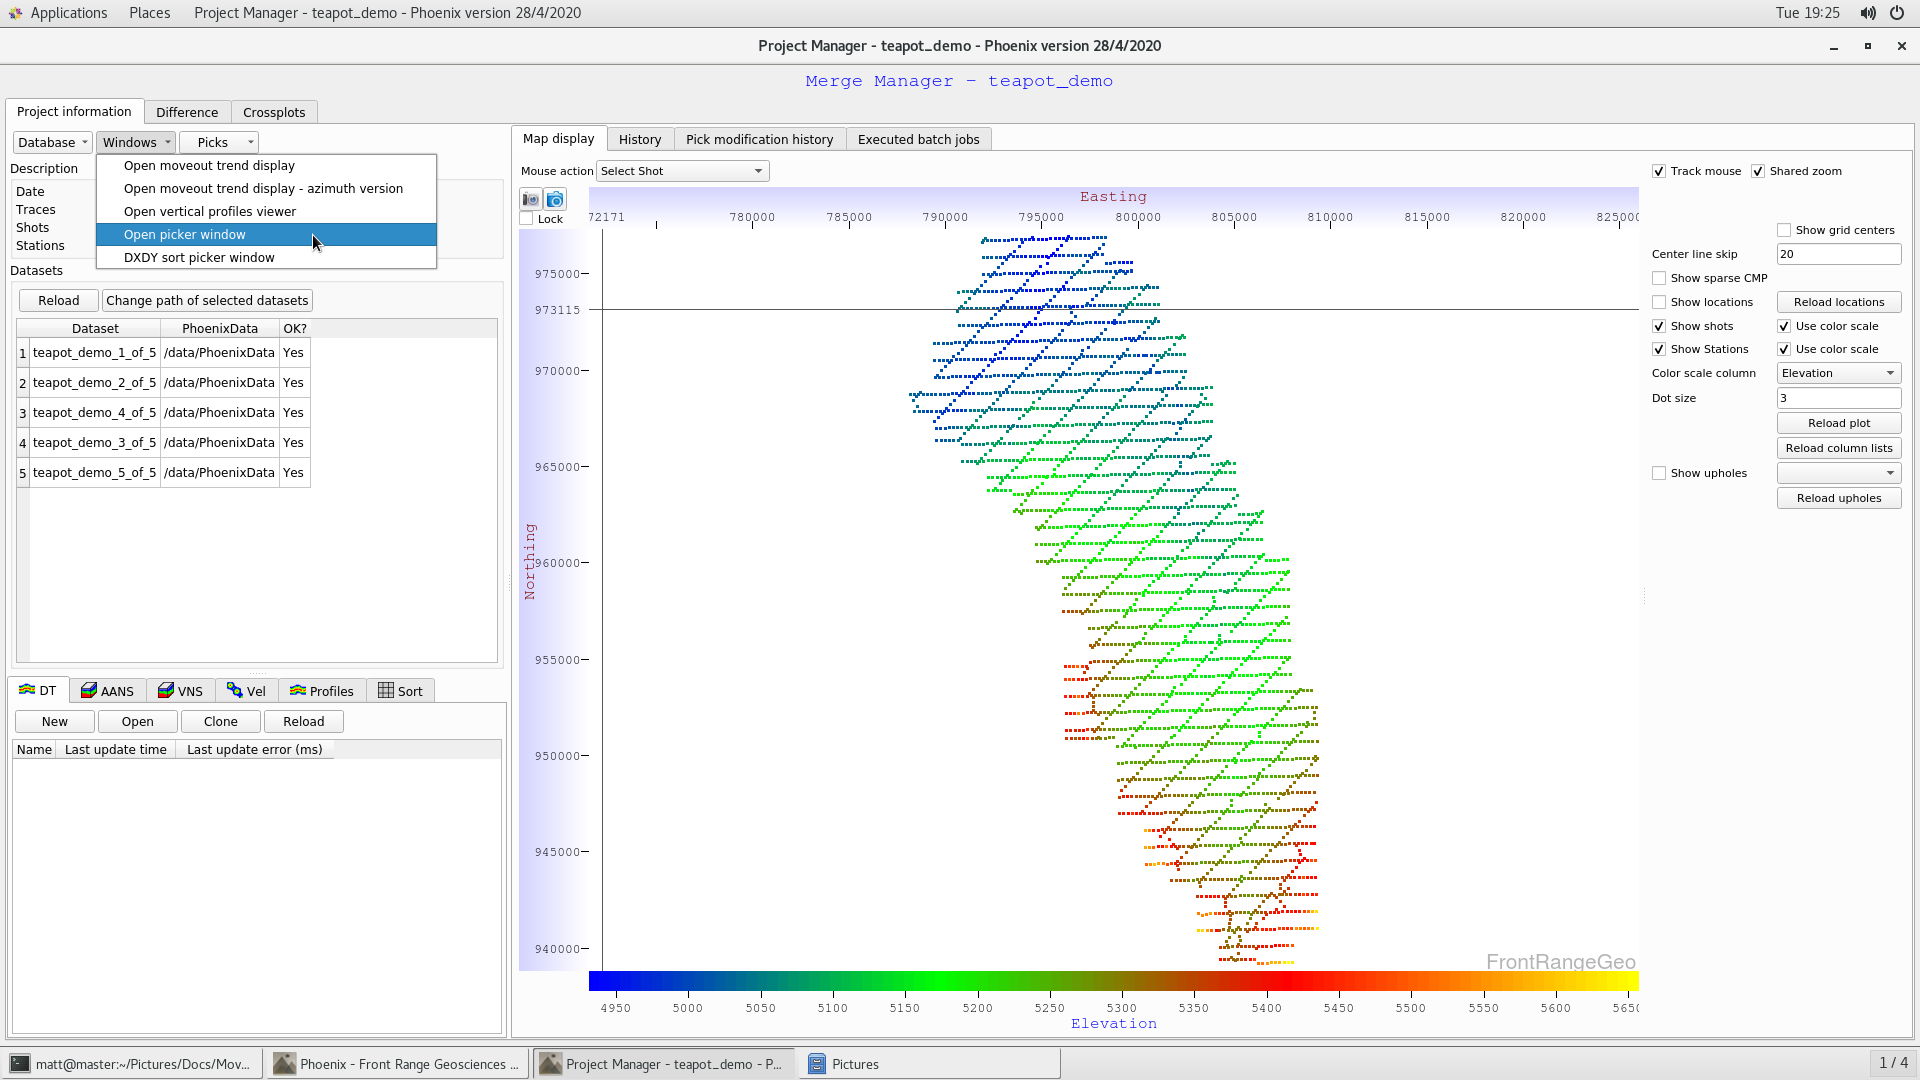 Applications Places Project Manager - teapot_demo - Phoenix version 28/4/2020 Tue 19:25
Project Manager - teapot_demo - Phoenix version 28/4/2020
Merge Manager - teapot_demo
Project information Difference Crossplots
Database Windows Picks
Open moveout trend display
Open moveout trend display - azimuth version
Open vertical profiles viewer
Open picker window
DXDY sort picker window
Description
Date
Traces
Shots
Stations
Datasets
Reload Change path of selected datasets
Dataset PhoenixData OK?
1 teapot_demo_1_of_5 /data/PhoenixData Yes
2 teapot_demo_2_of_5 /data/PhoenixData Yes
3 teapot_demo_4_of_5 /data/PhoenixData Yes
4 teapot_demo_3_of_5 /data/PhoenixData Yes
5 teapot_demo_5_of_5 /data/PhoenixData Yes
DT AANS VNS Vel Profiles Sort
New Open Clone Reload
Name Last update time Last update error (ms)
Map display History Pick modification history Executed batch jobs
Mouse action Select Shot
Lock
Easting
72171 780000 785000 790000 795000 800000 805000 810000 815000 820000 825000
Northing
975000
973115
970000
965000
960000
955000
950000
945000
940000
FrontRangeGeo
4950 5000 5050 5100 5150 5200 5250 5300 5350 5400 5450 5500 5550 5600 5650
Elevation
Track mouse Shared zoom
Show grid centers
Center line skip 20
Show sparse CMP
Show locations Reload locations
Show shots Use color scale
Show Stations Use color scale
Color scale column Elevation
Dot size 3
Reload plot
Reload column lists
Show upholes
Reload upholes
matt@master:~/Pictures/Docs/Mov... Phoenix - Front Range Geosciences ... Project Manager - teapot_demo - P... Pictures 1 / 4